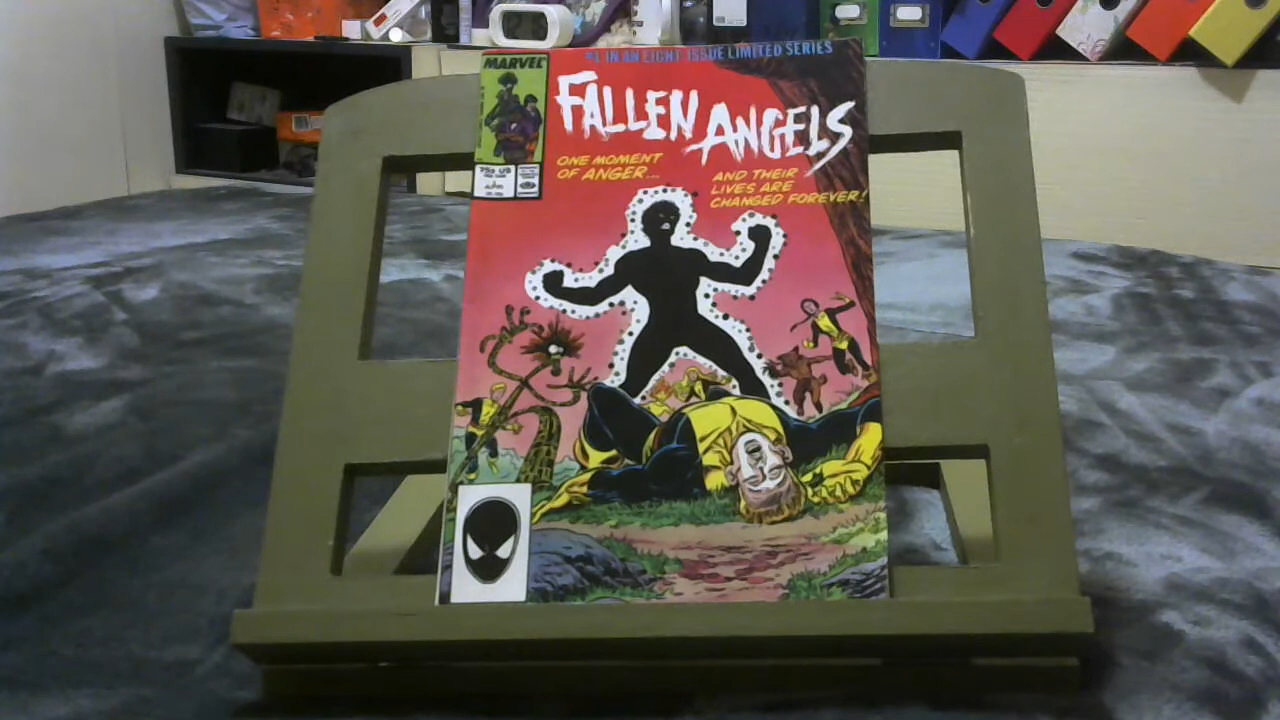 #1 IN AN EIGHT ISSUE LIMITED SERIES
MARVEL
FALLEN ANGELS
ONE MOMENT
OF ANGER...
AND THEIR
LIVES ARE
CHANGED FOREVER!
75¢ US